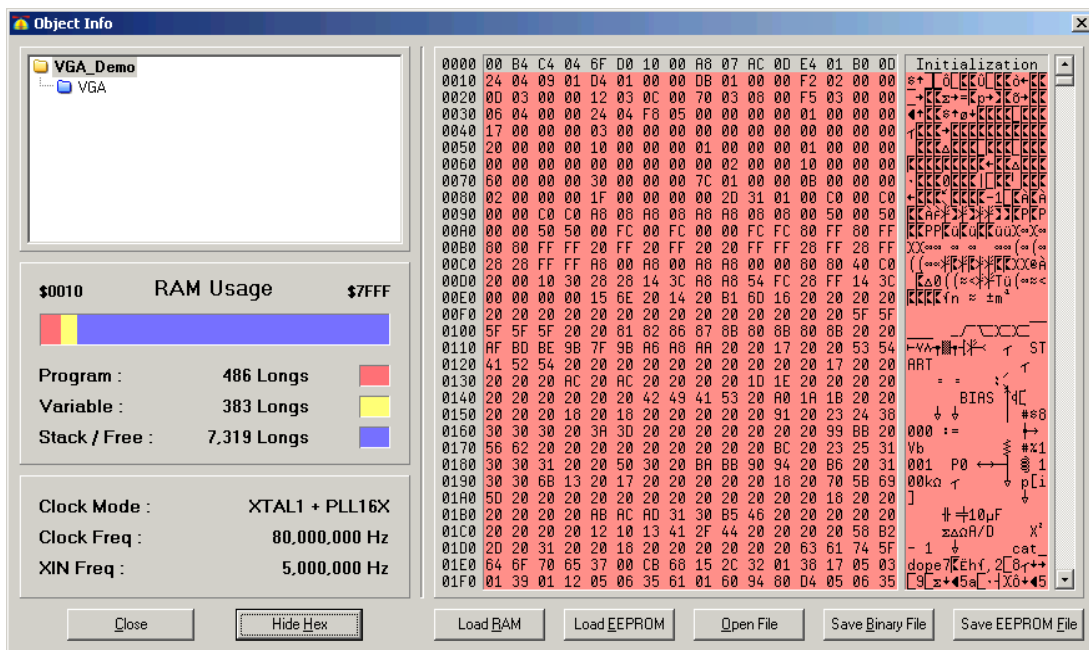 Object Info
VGA_Demo
VGA
$0010 RAM Usage $7FFF
Program : 486 Longs
Variable : 383 Longs
Stack / Free : 7,319 Longs
Clock Mode : XTAL1 + PLL16X
Clock Freq : 80,000,000 Hz
XIN Freq : 5,000,000 Hz
0000 00 B4 C4 04 6F D0 10 00 A8 07 AC 0D E4 01 B0 0D Initialization
0010 24 04 09 01 D4 01 00 00 DB 01 00 00 F2 02 00 00
0020 0D 03 00 00 12 03 0C 00 70 03 08 00 F5 03 00 00
0030 06 04 00 00 24 04 F8 05 00 00 00 00 01 00 00 00
0040 17 00 00 00 03 00 00 00 00 00 00 00 00 00 00 00
0050 20 00 00 00 10 00 00 00 01 00 00 00 01 00 00 00
0060 00 00 00 00 00 00 00 00 02 00 00 10 00 00 00
0070 60 00 00 00 30 00 00 00 7C 01 00 00 0B 00 00 00
0080 02 00 00 00 1F 00 00 00 00 2D 31 01 00 C0 00 C0
0090 00 00 C0 C0 A8 08 A8 08 A8 A8 08 08 00 50 00 50
00A0 00 00 50 50 00 FC 00 FC 00 00 FC FC 80 FF 80 FF
00B0 80 80 FF FF 20 FF 20 FF 20 20 FF FF 28 FF 28 FF
00C0 28 28 FF FF A8 00 A8 00 A8 A8 00 00 80 80 40 C0
00D0 20 00 10 30 28 28 14 3C A8 A8 54 FC 28 FF 14 3C
00E0 00 00 00 00 15 6E 20 14 20 B1 6D 16 20 20 20 20
00F0 20 20 20 20 20 20 20 20 20 20 20 20 20 20 5F 5F
0100 5F 5F 5F 20 20 81 82 86 87 8B 80 8B 80 8B 20 20
0110 AF BD BE 9B 7F 9B A6 A8 AA 20 20 17 20 20 53 54 ST
0120 41 52 54 20 20 20 20 20 20 20 20 20 20 17 20 20 ART
0130 20 20 20 AC 20 AC 20 20 20 20 1D 1E 20 20 20 20
0140 20 20 20 20 20 20 42 49 41 53 20 A0 1A 1B 20 20 BIAS
0150 20 20 20 18 20 18 20 20 20 20 20 91 20 23 24 38
0160 30 30 30 20 3A 3D 20 20 20 20 20 20 20 99 BB 20 000 :=
0170 56 62 20 20 20 20 20 20 20 20 20 BC 20 23 25 31 Vb #%1
0180 30 30 31 20 20 50 30 20 BA BB 90 94 20 B6 20 31 001 P0 1
0190 30 30 6B 13 20 17 20 20 20 20 20 18 20 70 5B 69 00kΩ p[i
01A0 5D 20 20 20 20 20 20 20 20 20 20 20 20 18 20 20 ]
01B0 20 20 20 20 AB AC AD 31 30 B5 46 20 20 20 20 20 10µF
01C0 20 20 20 20 12 10 13 41 2F 44 20 20 20 20 58 B2 ΣΔΩA/D X²
01D0 2D 20 31 20 20 18 20 20 20 20 20 20 63 61 74 5F - 1 cat_
01E0 64 6F 70 65 37 00 CB 68 15 2C 32 01 38 17 05 03
01F0 01 39 01 12 05 06 35 61 01 60 94 80 D4 05 06 35
Close Hide Hex Load RAM Load EEPROM Open File Save Binary File Save EEPROM File